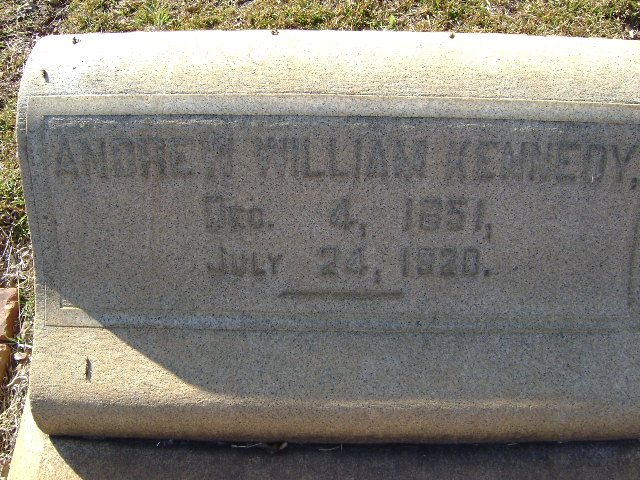 ANDREW WILLIAM KENNEDY,
DEC. 4, 1851,
JULY 24, 1920.